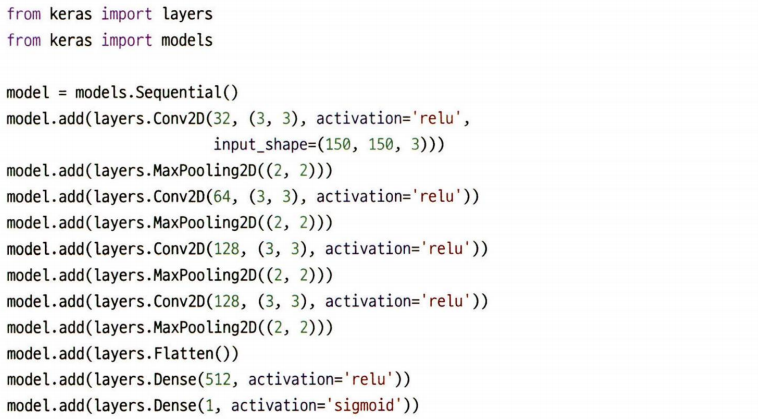 from keras import layers
from keras import models
model = models.Sequential()
model.add(layers.Conv2D(32, (3, 3), activation='relu',
input_shape=(150, 150, 3)))
model.add(layers.MaxPooling2D((2, 2)))
model.add(layers.Conv2D(64, (3, 3), activation='relu'))
model.add(layers.MaxPooling2D((2, 2)))
model.add(layers.Conv2D(128, (3, 3), activation='relu'))
model.add(layers.MaxPooling2D((2, 2)))
model.add(layers.Conv2D(128, (3, 3), activation='relu'))
model.add(layers.MaxPooling2D((2, 2)))
model.add(layers.Flatten())
model.add(layers.Dense(512, activation='relu'))
model.add(layers.Dense(1, activation='sigmoid'))